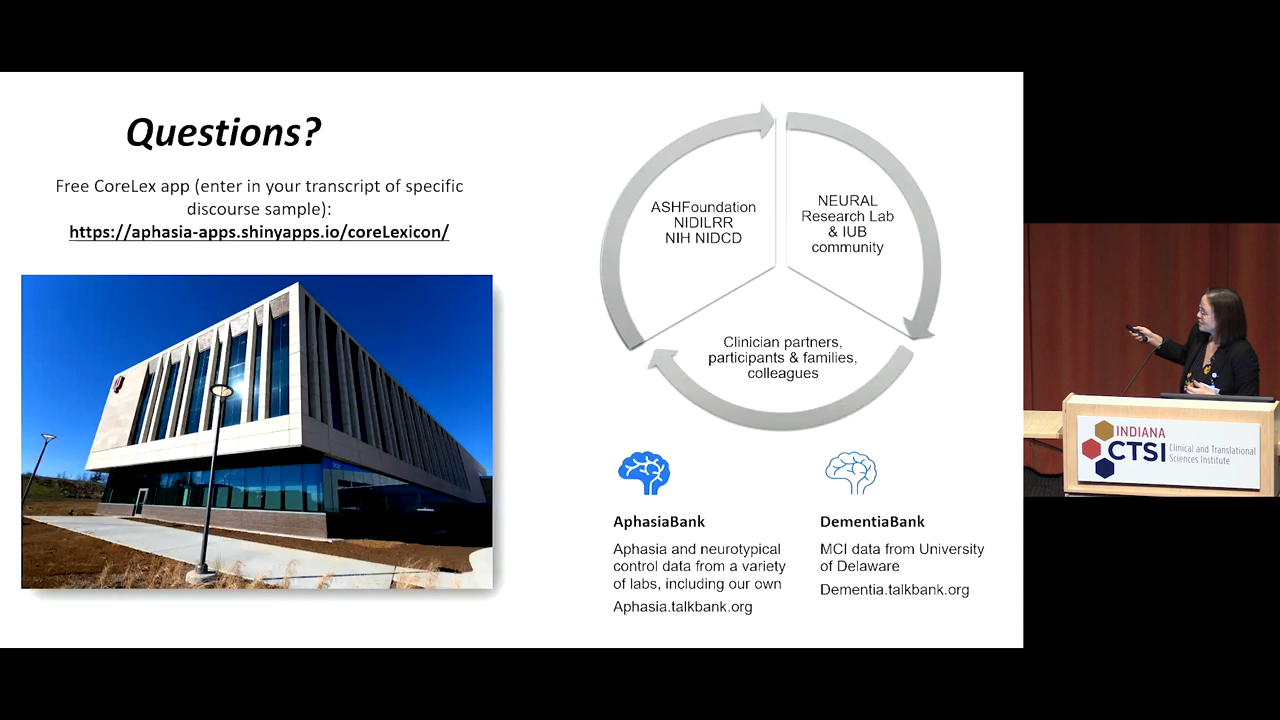 Questions?
Free CoreLex app (enter in your transcript of specific
discourse sample):
https://aphasia-apps.shinyapps.io/coreLexicon/
ASHFoundation
NIDILRR
NIH NIDCD
NEURAL
Research Lab
& IUB
community
Clinician partners,
participants & families,
colleagues
AphasiaBank
Aphasia and neurotypical
control data from a variety
of labs, including our own
Aphasia.talkbank.org
DementiaBank
MCI data from University
of Delaware
Dementia.talkbank.org
INDIANA
CTSI
Clinical and Translational
Sciences Institute